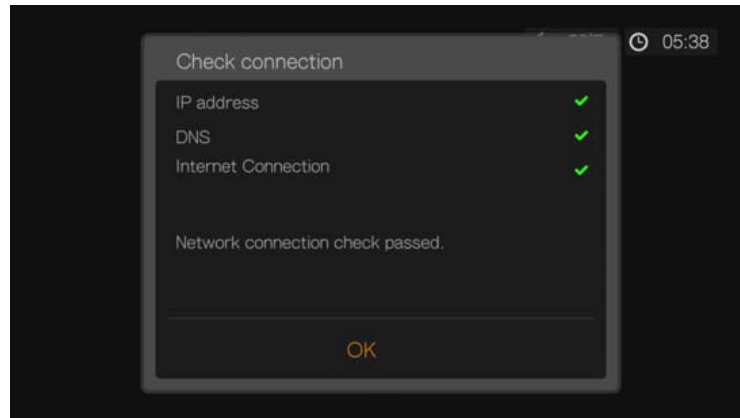 05:38
Check connection
IP address
DNS
Internet Connection
Network connection check passed.
OK